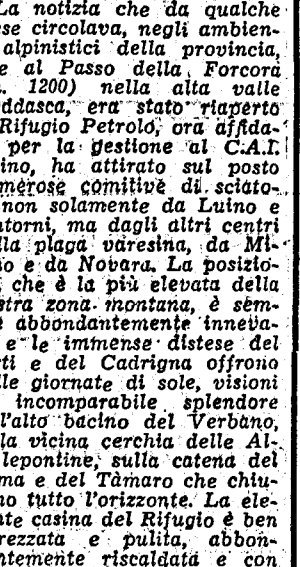 La notizia che da qualche
se circolava, negli ambien-
alpinistici della provincia,
e al Passo della Forcora
. 1200) nella alta valle
ddasca, era stato riaperto
Rifugio Petrolo, ora affida-
per la gestione al C.A.I.
ino, ha attirato sul posto
merose comitive di sciato-
non solamente da Luino e
ntorni, ma dagli altri centri
lla plaga varesina, da Mi-
o e da Novara. La posizio-
che è la più elevata della
stra zona montana, è sem-
e abbondantemente inneva-
e le immense distese del
rti e del Cadrigna offrono
lle giornate di sole, visioni
incomparabile splendore
l'alto bacino del Verbano,
la vicina cerchia delle Al-
lepontine, sulla catena del
ma e del Tàmaro che chiu-
no tutto l'orizzonte. La ele-
nte casina del Rifugio è ben
rezzata e pulita, abbon-
ntemente riscaldata e con